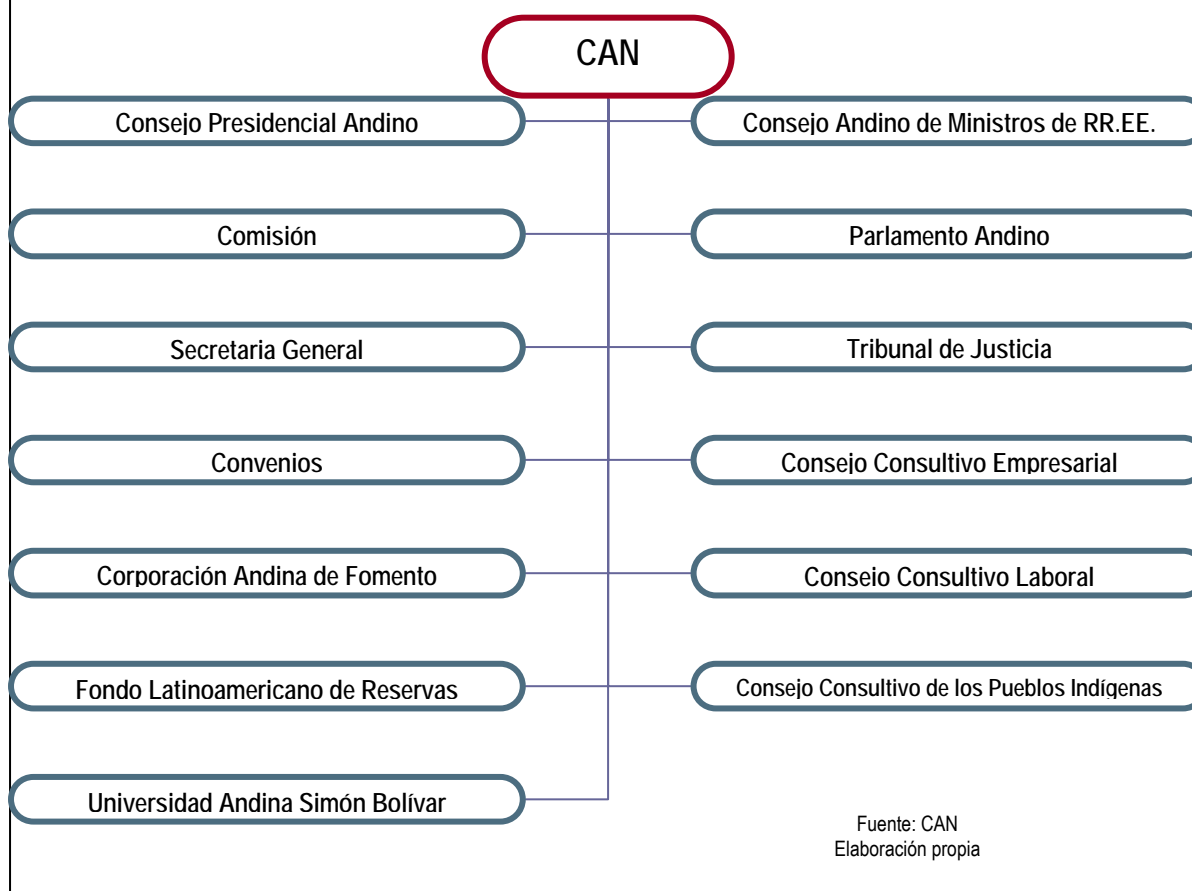 CAN
Consejo Presidencial Andino
Consejo Andino de Ministros de RR.EE.
Comisión
Parlamento Andino
Secretaria General
Tribunal de Justicia
Convenios
Consejo Consultivo Empresarial
Corporación Andina de Fomento
Consejo Consultivo Laboral
Fondo Latinoamericano de Reservas
Consejo Consultivo de los Pueblos Indígenas
Universidad Andina Simón Bolívar
Fuente: CAN
Elaboración propia